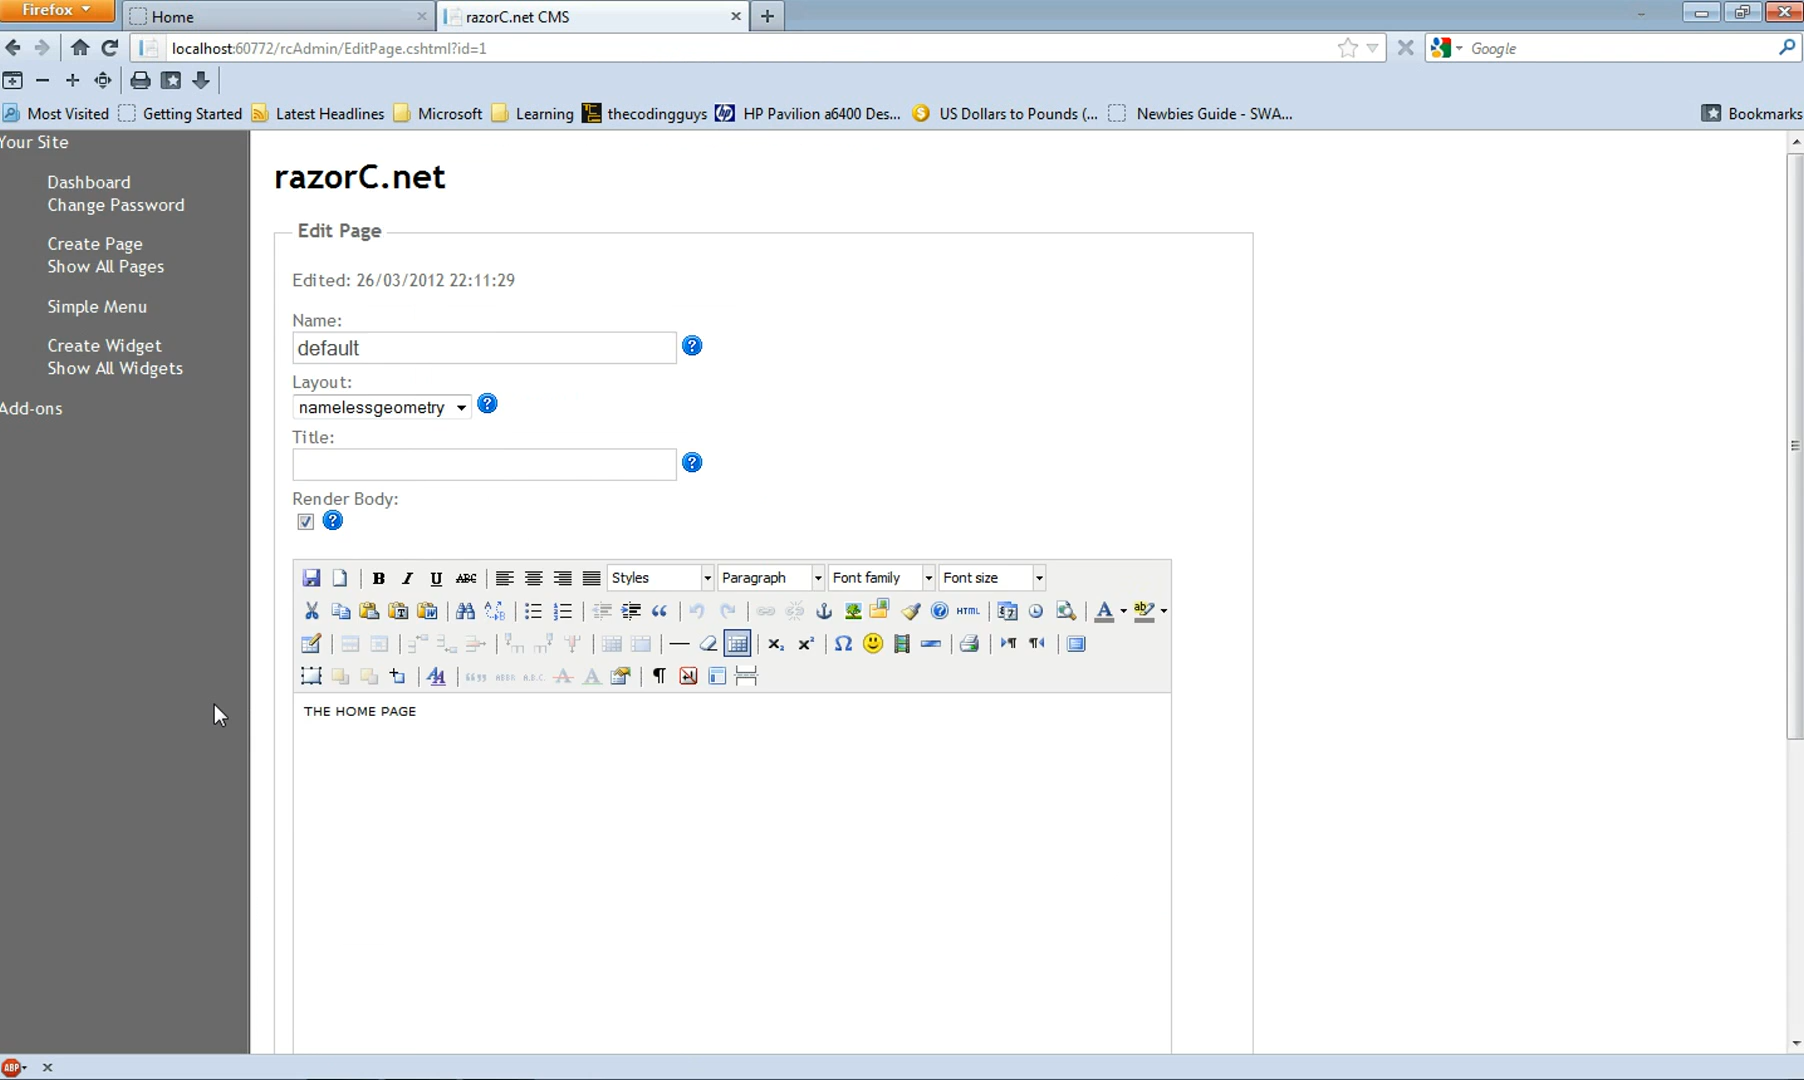 Firefox
Home
razorC.net CMS
localhost:60772/rcAdmin/EditPage.cshtml?id=1
Google
Most Visited
Getting Started
Latest Headlines
Microsoft
Learning
thecodingguys
HP Pavilion a6400 Des...
US Dollars to Pounds (...
Newbies Guide - SWA...
Bookmarks
Your Site
Dashboard
Change Password
Create Page
Show All Pages
Simple Menu
Create Widget
Show All Widgets
Add-ons
razorC.net
Edit Page
Edited: 26/03/2012 22:11:29
Name:
default
Layout:
namelessgeometry
Title:
Render Body:
B I U ABC
Styles
Paragraph
Font family
Font size
HTML
THE HOME PAGE
ABP